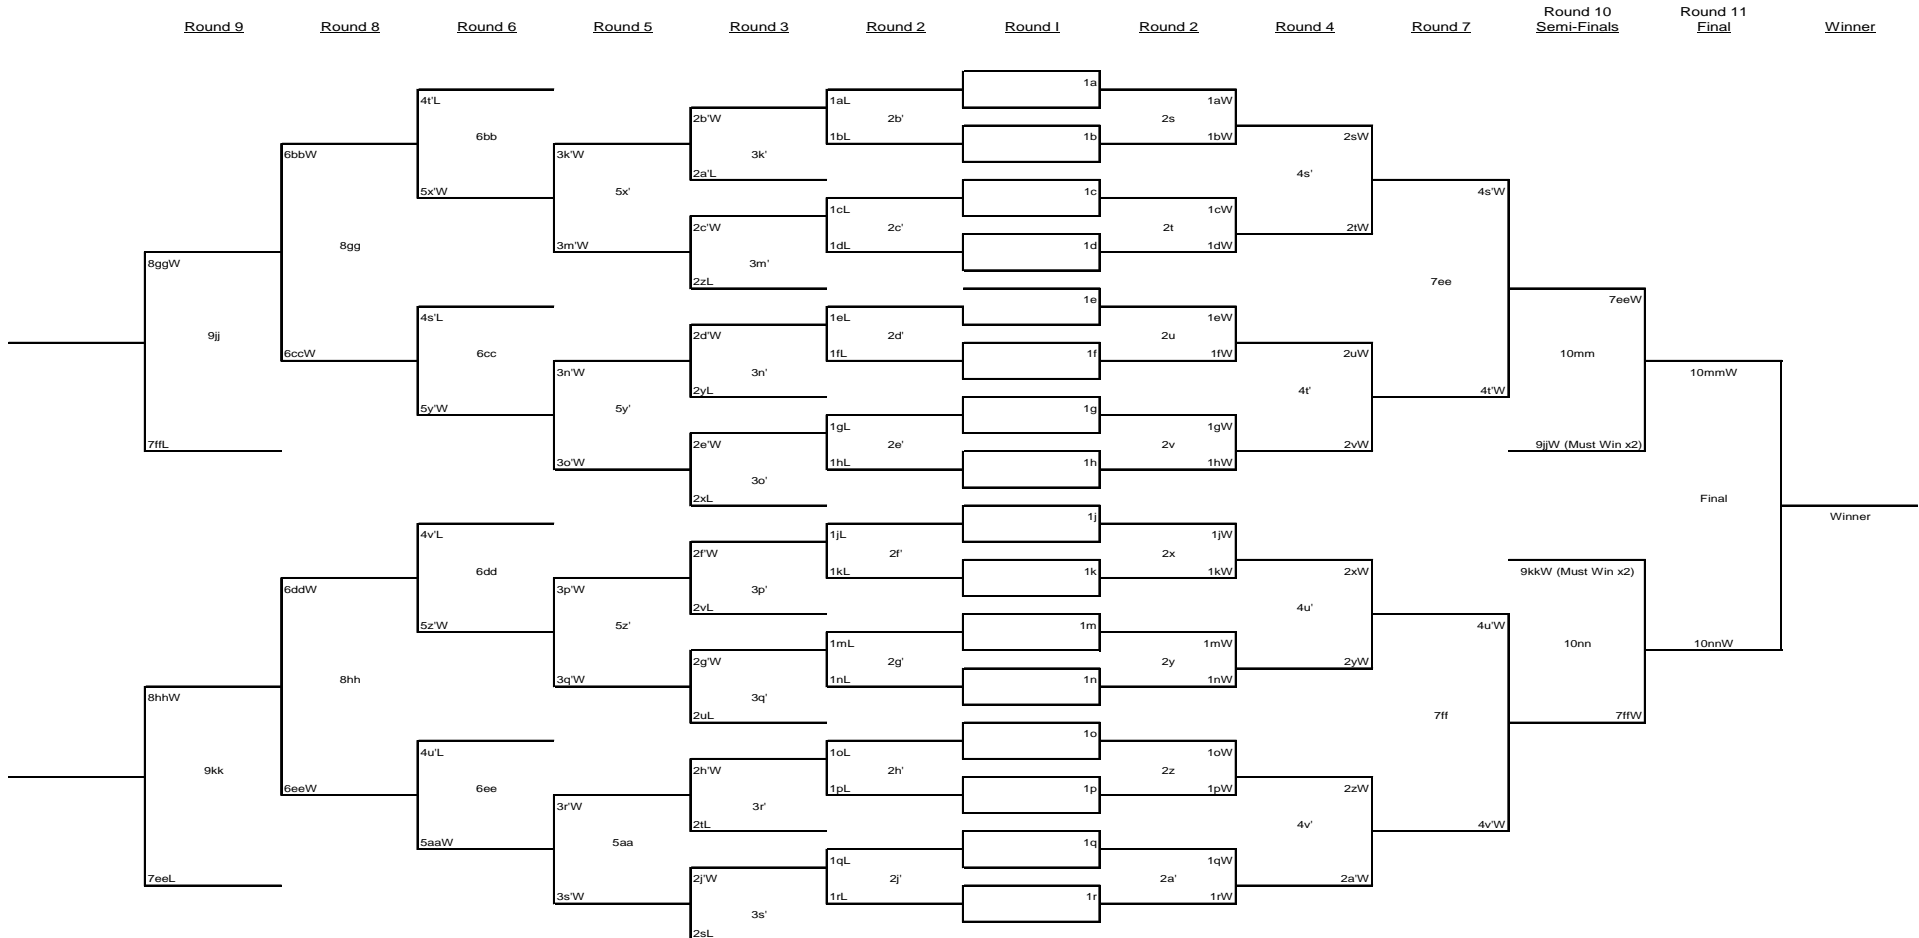 Round 10
Round 11
Round 9
Round 8
Round 6
Round 5
Round 3
Round 2
Round I
Round 2
Round 4
Round 7
Semi-Finals
Final
Winner
1a
4t'L
1aL
1aW
2b'W
2b'
2s
6bb
1bL
1b
1bW
2sW
6bbW
3k'W
3k'
2a'L
4s'
5x'W
5x'
1c
4s'W
1cL
1cW
2c'W
2c'
2t
2tW
8gg
3m'W
1dL
1d
1dW
8ggW
3m'
2zL
7ee
1e
7eeW
4s'L
1eL
1eW
9jj
2d'W
2d'
2u
6ccW
6cc
1fL
1f
1fW
2uW
10mm
3n'W
3n'
10mmW
2yL
4t'
4t'W
5y'W
5y'
1g
1gL
1gW
7ffL
2e'W
2e'
2v
2vW
9jjW (Must Win x2)
3o'W
1hL
1h
1hW
3o'
2xL
Final
1j
Winner
4v'L
1jL
1jW
2f'W
2f'
2x
6dd
1kL
1k
1kW
2xW
9kkW (Must Win x2)
6ddW
3p'W
3p'
2vL
4u'
5z'W
5z'
1m
4u'W
1mL
1mW
10nn
10nnW
2g'W
2g'
2y
2yW
8hh
3q'W
1nL
1n
1nW
8hhW
3q'
2uL
7ff
7ffW
1o
4u'L
1oL
1oW
9kk
2h'W
2h'
2z
6eeW
6ee
1pL
1p
1pW
2zW
3r'W
3r'
2tL
4v'
4v'W
5aaW
5aa
1q
1qL
1qW
7eeL
2j'W
2j'
2a'
2a'W
3s'W
1rL
1r
1rW
3s'
2sL